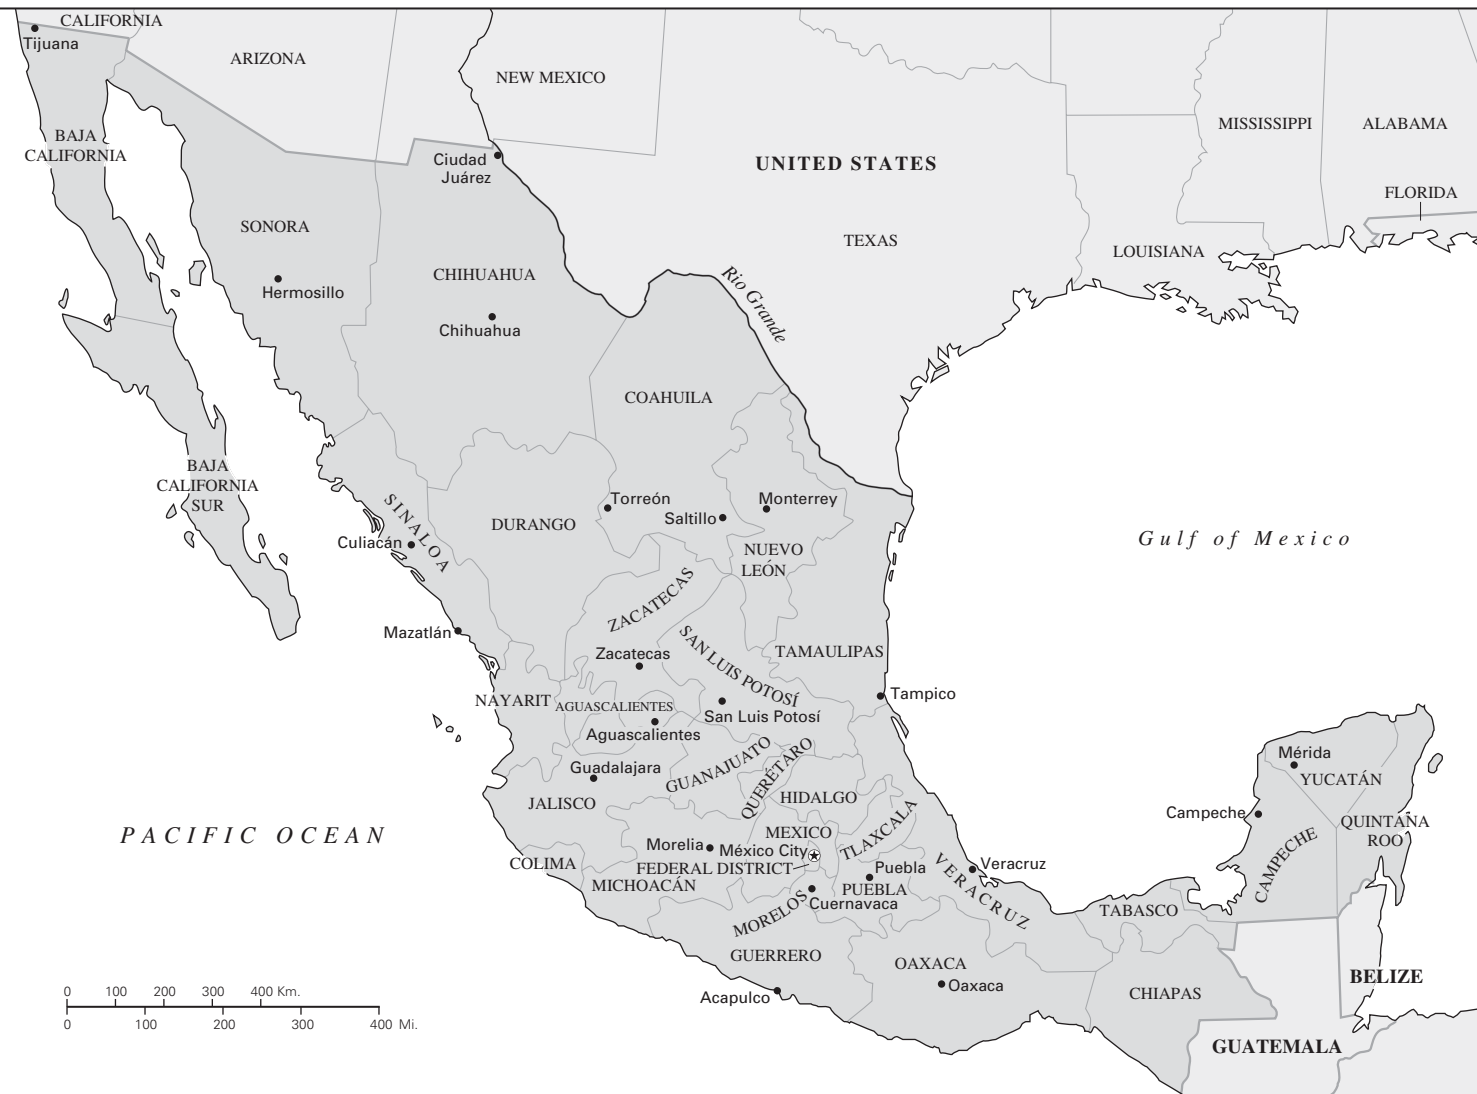 CALIFORNIA
Tijuana
ARIZONA
NEW MEXICO
MISSISSIPPI
ALABAMA
BAJA
CALIFORNIA
Ciudad
Juárez
UNITED STATES
FLORIDA
SONORA
TEXAS
LOUISIANA
CHIHUAHUA
Hermosillo
Rio Grande
Chihuahua
COAHUILA
BAJA
CALIFORNIA
SUR
SINALOA
DURANGO
Torreón
Saltillo
Monterrey
Culiacán
NUEVO
LEÓN
Gulf of Mexico
ZACATECAS
Mazatlán
Zacatecas
SAN LUIS POTOSÍ
TAMAULIPAS
NAYARIT
AGUASCALIENTES
Tampico
San Luis Potosí
Aguascalientes
GUANAJUATO
QUERÉTARO
Guadalajara
JALISCO
HIDALGO
Mérida
YUCATÁN
PACIFIC OCEAN
MEXICO
TLAXCALA
Campeche
QUINTANA
ROO
Morelia
México City
COLIMA
FEDERAL DISTRICT
Puebla
VERACRUZ
Veracruz
CAMPECHE
MICHOACÁN
PUEBLA
Cuernavaca
MORELOS
TABASCO
GUERRERO
OAXACA
Oaxaca
CHIAPAS
BELIZE
Acapulco
0 100 200 300 400 Km.
0 100 200 300 400 Mi.
GUATEMALA